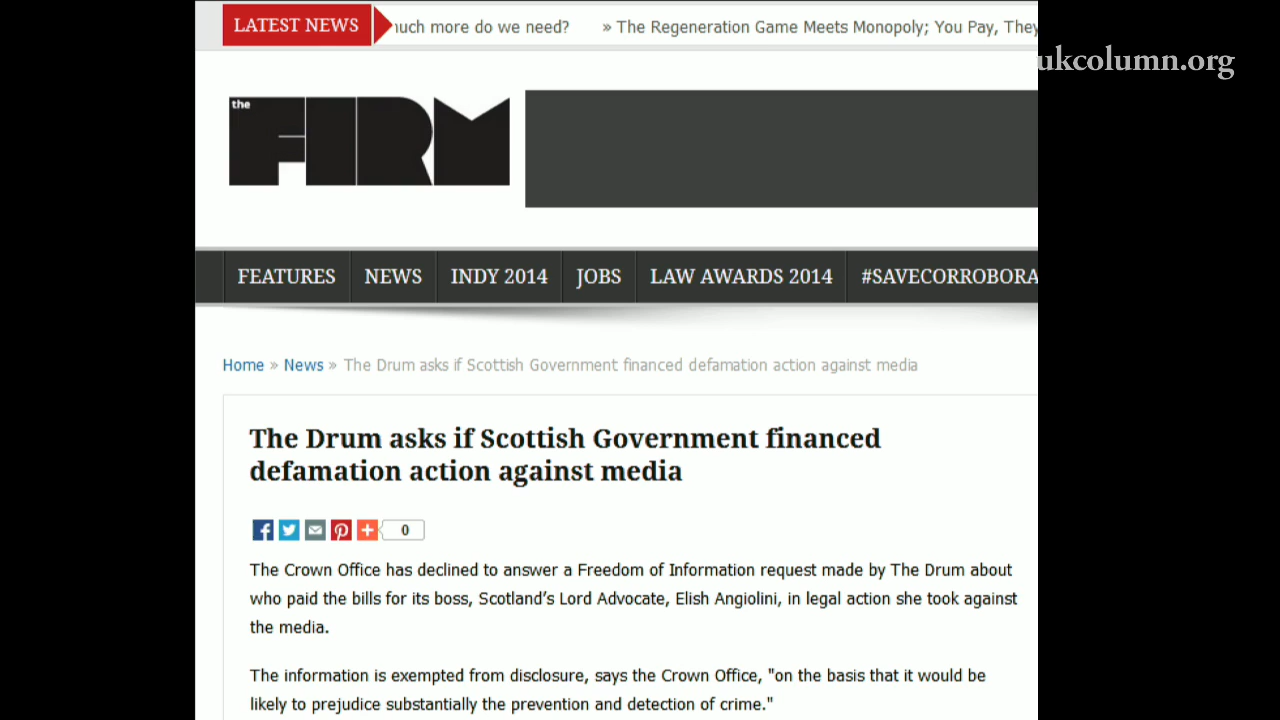 LATEST NEWS
much more do we need? » The Regeneration Game Meets Monopoly; You Pay, They
ukcolumn.org
the
FIRM
FEATURES NEWS INDY 2014 JOBS LAW AWARDS 2014 #SAVECORROBORA
Home » News » The Drum asks if Scottish Government financed defamation action against media
The Drum asks if Scottish Government financed
defamation action against media
0
The Crown Office has declined to answer a Freedom of Information request made by The Drum about
who paid the bills for its boss, Scotland's Lord Advocate, Elish Angiolini, in legal action she took against
the media.
The information is exempted from disclosure, says the Crown Office, "on the basis that it would be
likely to prejudice substantially the prevention and detection of crime."